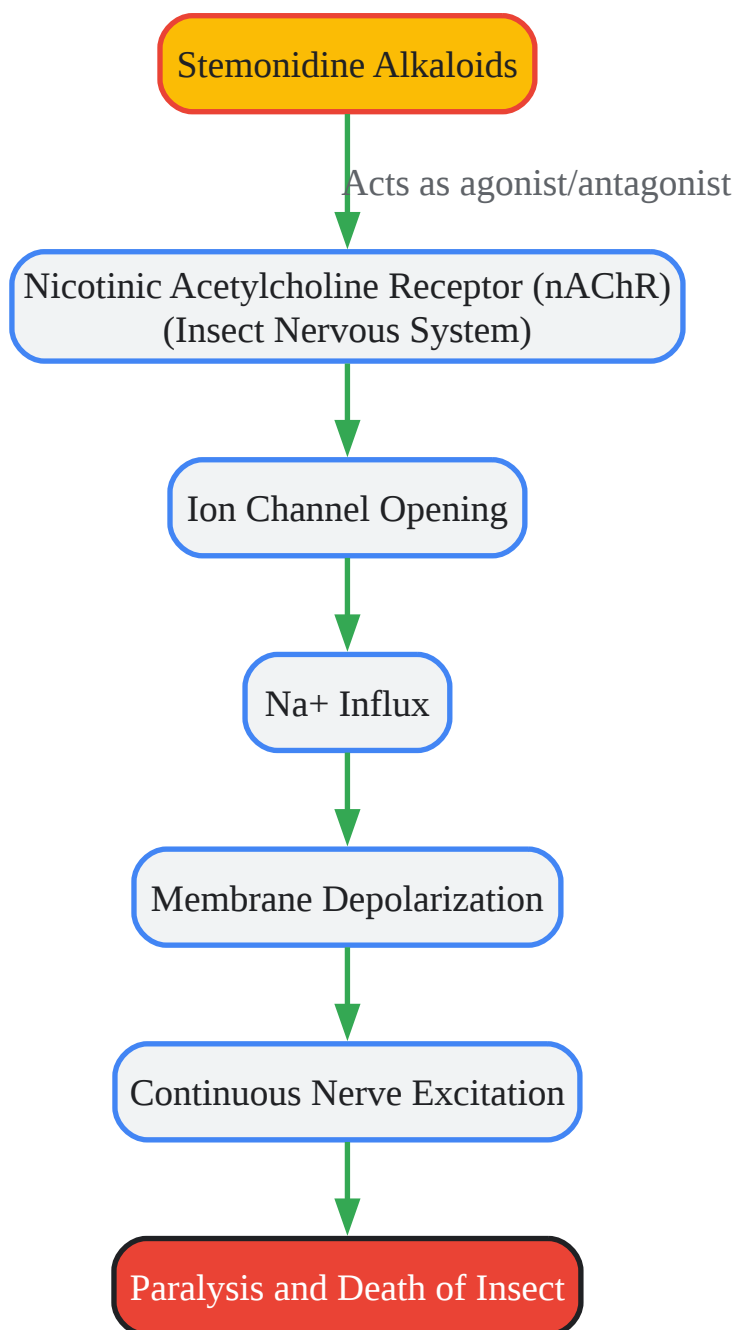 Stemonidine Alkaloids
Acts as agonist/antagonist
Nicotinic Acetylcholine Receptor (nAChR)
(Insect Nervous System)
Ion Channel Opening
Na+ Influx
Membrane Depolarization
Continuous Nerve Excitation
Paralysis and Death of Insect